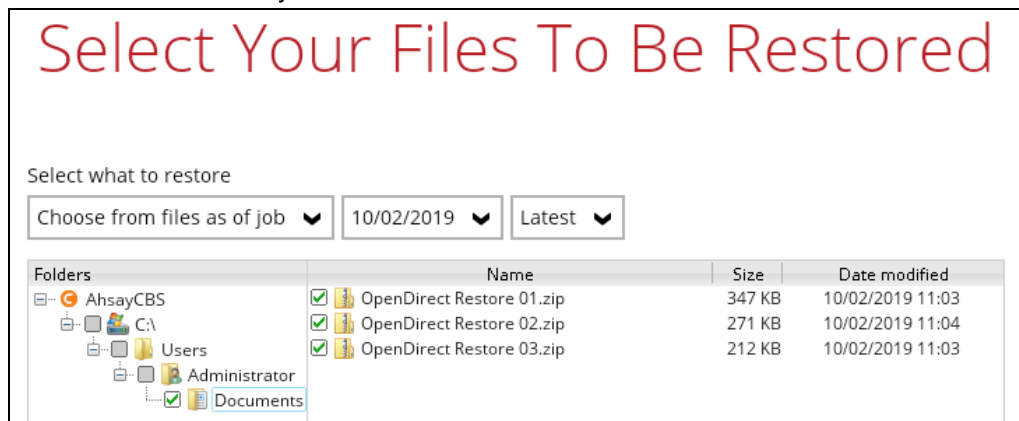 Select Your Files To Be Restored
Select what to restore
Choose from files as of job 10/02/2019 Latest
Folders Name Size Date modified
AhsayCBS OpenDirect Restore 01.zip 347 KB 10/02/2019 11:03
C:\ OpenDirect Restore 02.zip 271 KB 10/02/2019 11:04
Users OpenDirect Restore 03.zip 212 KB 10/02/2019 11:03
Administrator
Documents